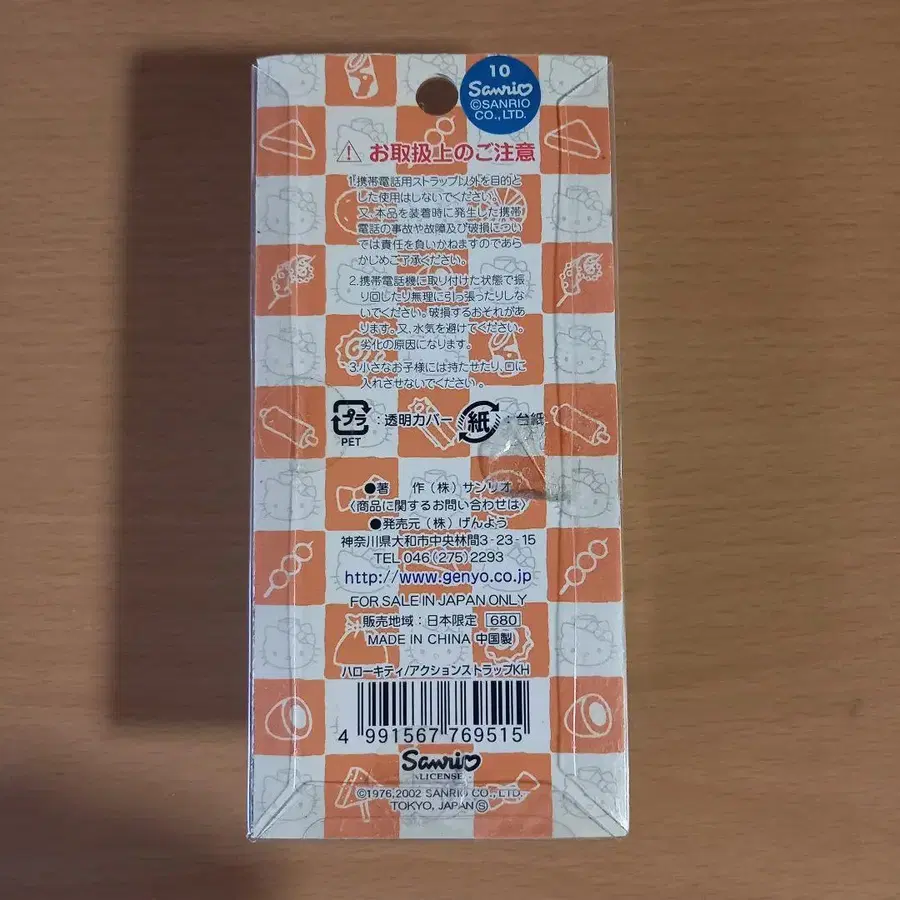 10
Sanrio
©SANRIO
CO., LTD.
⚠ お取扱上のご注意
1.携帯電話用ストラップ以外を目的と
した使用はしないでください。
又、本品を装着時に発生した携帯
電話の事故や故障及び破損につい
ては責任を負いかねますのであら
かじめご了承ください。
2.携帯電話機に取り付けた状態で振
り回したり無理に引っ張ったりしな
いでください。破損するおそれがあ
ります。又、水気を避けてください。
劣化の原因になります。
3.小さなお子様には持たせたり、口に
入れさせないでください。
プラ PET :透明カバー 紙 :台紙
●著 作(株)サンリオ
〈商品に関するお問い合わせは〉
●発売元(株)げんよう
神奈川県大和市中央林間3-23-15
TEL 046(275)2293
http://www.genyo.co.jp
FOR SALE IN JAPAN ONLY
販売地域:日本限定 680
MADE IN CHINA 中国製
ハローキティ/アクションストラップKH
4 991567 769515
Sanrio
LICENSE
©1976,2002 SANRIO CO., LTD.
TOKYO, JAPAN Ⓢ